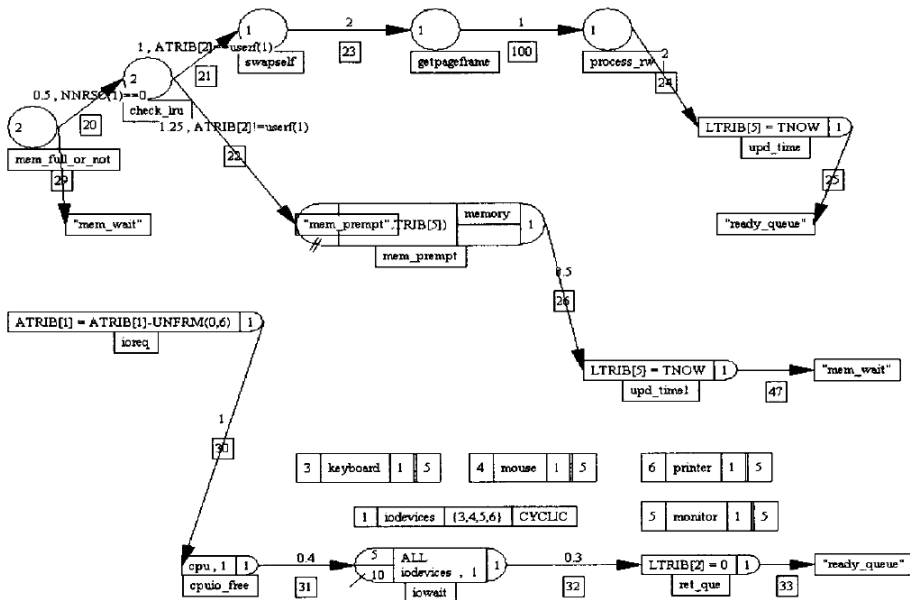 2
1
1
1
1
1 , ATRIB[2]==userf(1)
23
100
swapself
getpageframe
process_rw
2
21
2
24
0.5 , NNRSC(1)==0
check_lru
2
20
1.25 , ATRIB[2]!=userf(1)
LTRIB[5] = TNOW 1
mem_full_or_not
22
upd_time
29
25
"mem_wait"
"mem_prempt" TRIB[5]) memory 1
"ready_queue"
mem_prempt
26
ATRIB[1] = ATRIB[1]-UNFRM(0,6) 1
ioreq
LTRIB[5] = TNOW 1
"mem_wait"
upd_time1
47
1
30
3 keyboard 1 5
4 mouse 1 5
6 printer 1 5
1 iodevices {3,4,5,6} CYCLIC
5 monitor 1 5
cpu , 1 1
0.4
5 ALL
10 iodevices , 1 1
0.3
LTRIB[2] = 0 1
"ready_queue"
cpuio_free
31
iowait
32
ret_que
33